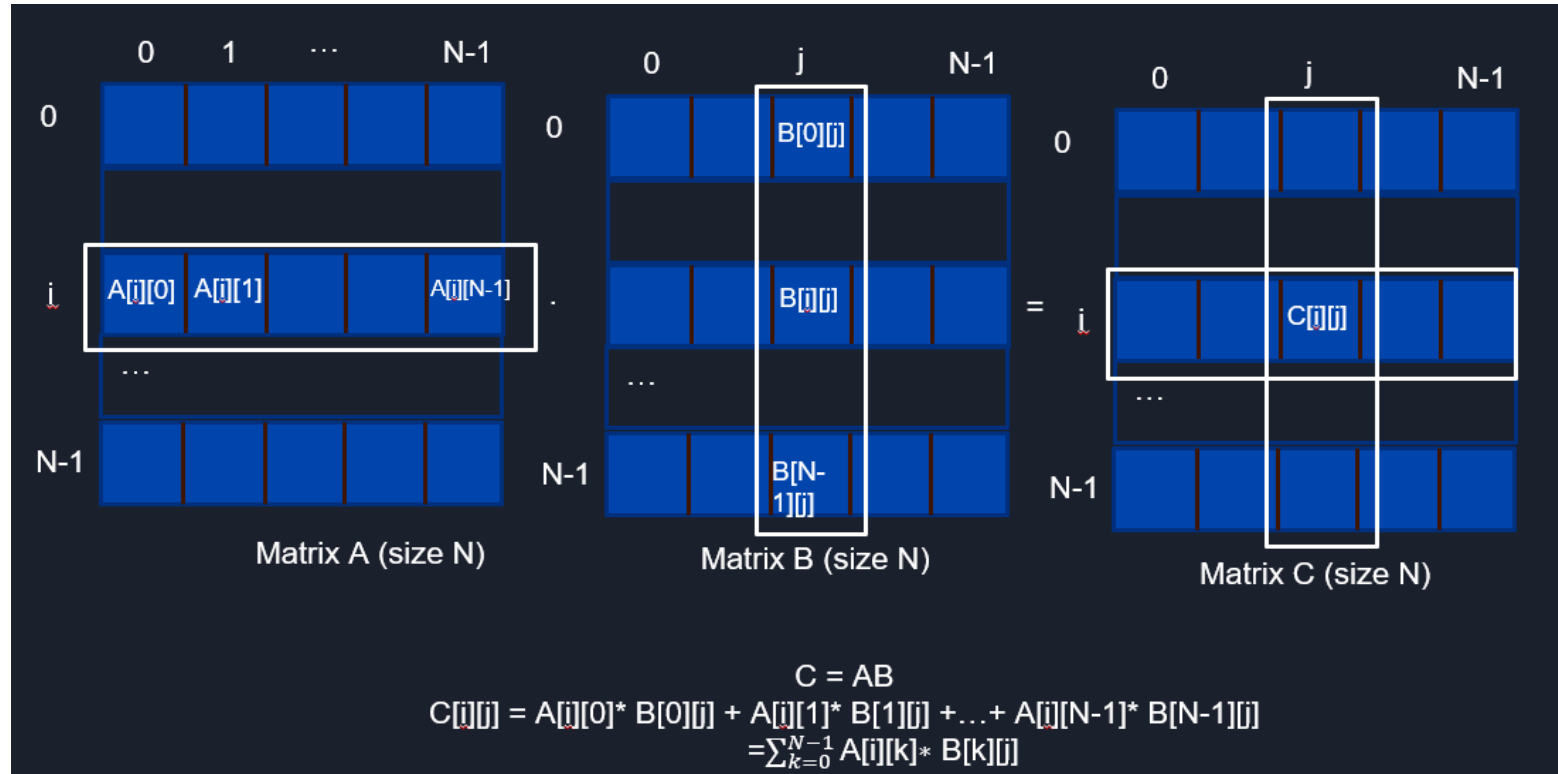 0 1 ... N-1
0
A[i][0] A[i][1] A[i][N-1]
i
...
N-1
Matrix A (size N)
.
0 j N-1
0
B[0][j]
B[i][j]
...
N-1
B[N-
1][j]
Matrix B (size N)
=
0 j N-1
0
i
C[i][j]
...
N-1
Matrix C (size N)
C = AB
C[i][j] = A[i][0]* B[0][j] + A[i][1]* B[1][j] +...+ A[i][N-1]* B[N-1][j]
=∑_{k=0}^{N−1} A[i][k]* B[k][j]